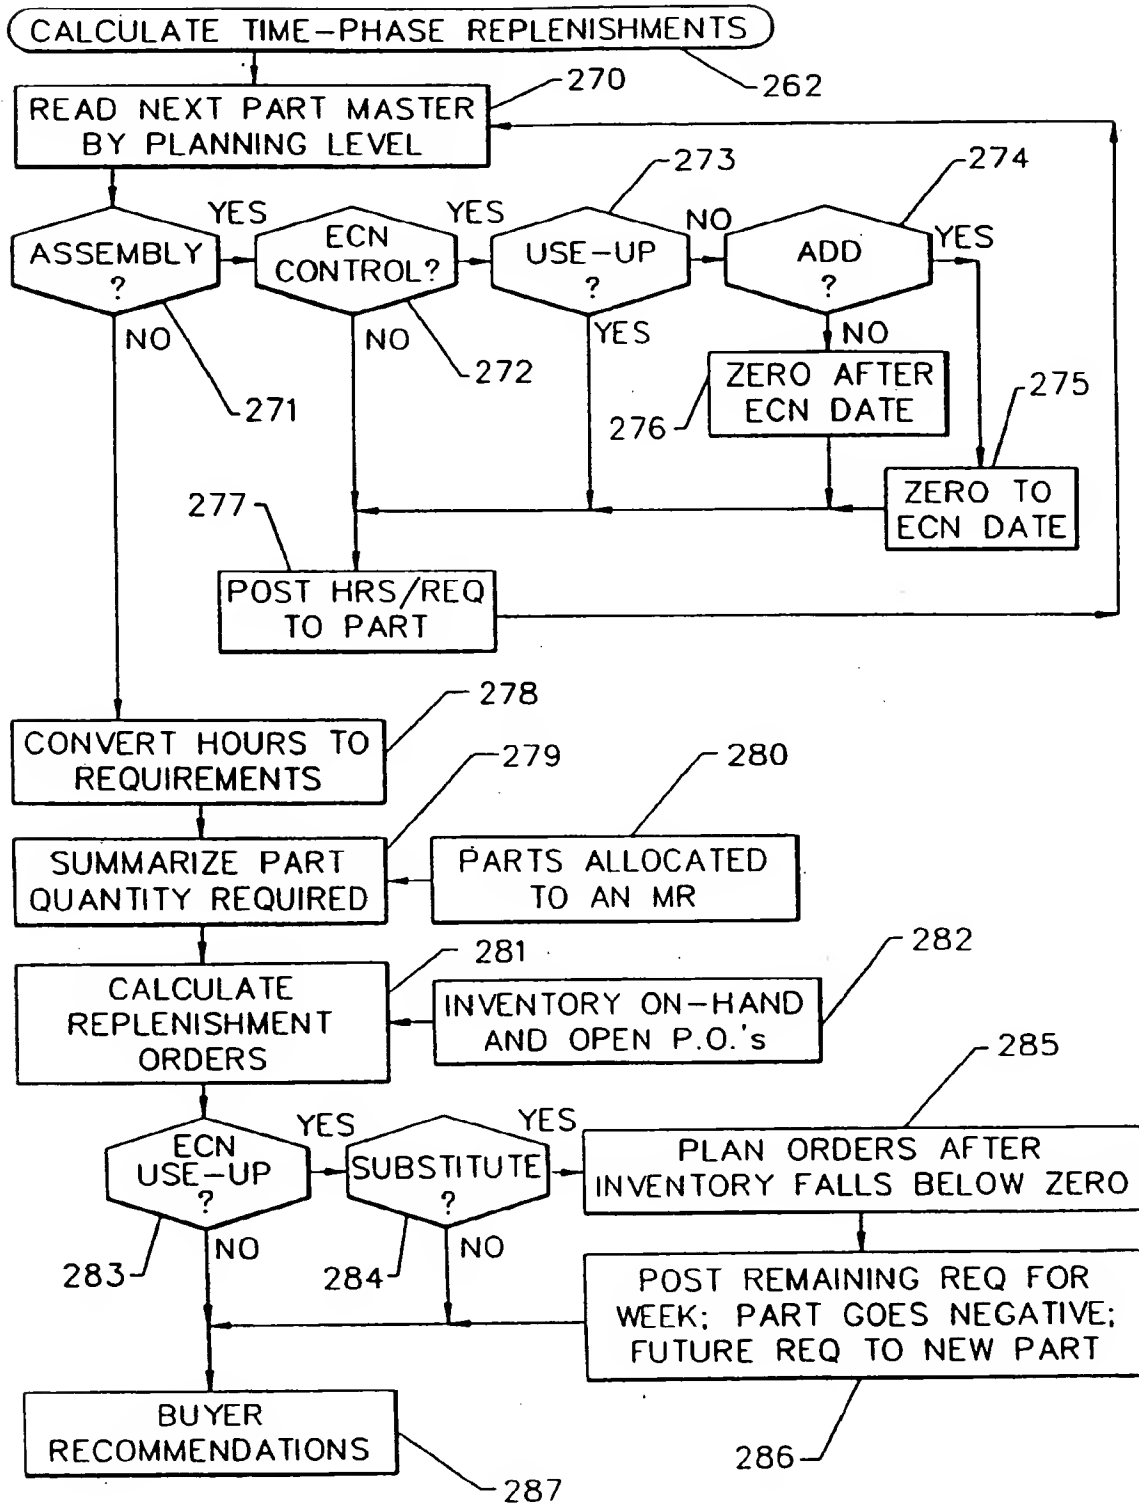 CALCULATE TIME-PHASE REPLENISHMENTS
262
270
READ NEXT PART MASTER
BY PLANNING LEVEL
273
274
YES
YES
NO
YES
ASSEMBLY
?
ECN
CONTROL?
USE-UP
?
ADD
?
NO
NO
YES
NO
271
272
276
ZERO AFTER
ECN DATE
275
277
ZERO TO
ECN DATE
POST HRS/REQ
TO PART
278
CONVERT HOURS TO
REQUIREMENTS
279
280
SUMMARIZE PART
QUANTITY REQUIRED
PARTS ALLOCATED
TO AN MR
281
282
CALCULATE
REPLENISHMENT
ORDERS
INVENTORY ON-HAND
AND OPEN P.O.'s
285
YES
YES
ECN
USE-UP
?
SUBSTITUTE
?
PLAN ORDERS AFTER
INVENTORY FALLS BELOW ZERO
NO
NO
283
284
POST REMAINING REQ FOR
WEEK; PART GOES NEGATIVE;
FUTURE REQ TO NEW PART
BUYER
RECOMMENDATIONS
286
287